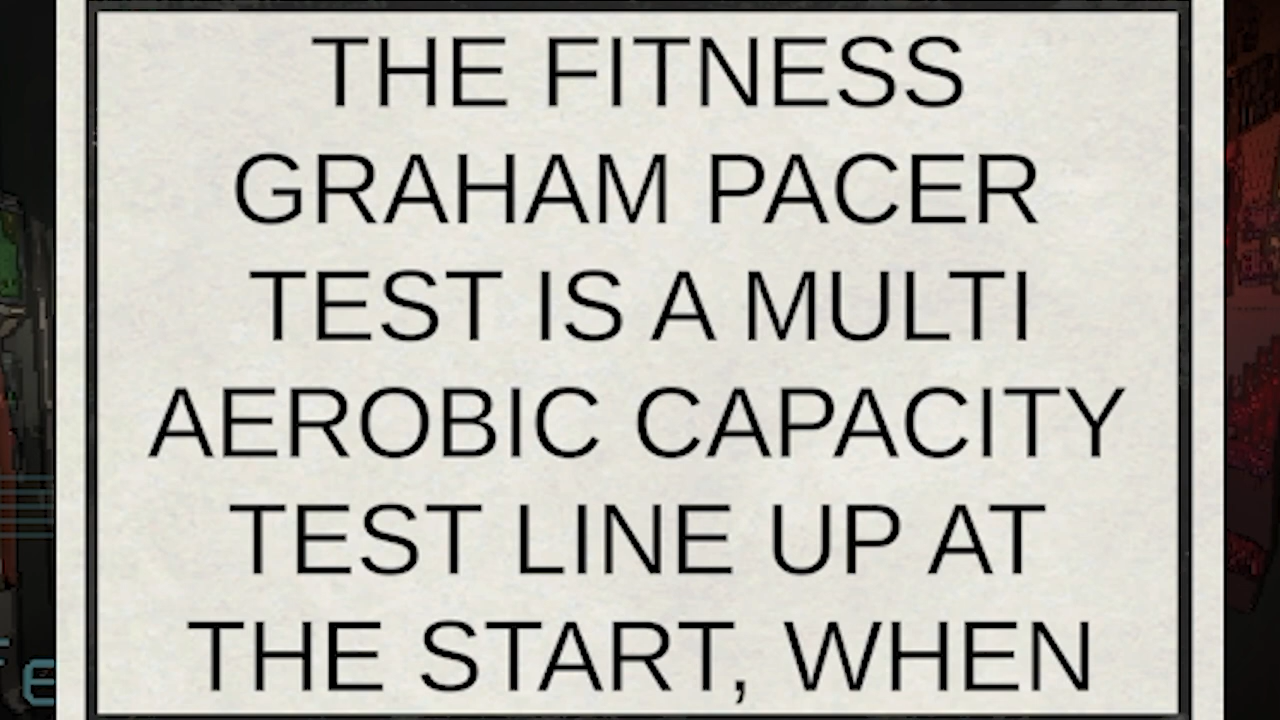 THE FITNESS
GRAHAM PACER
TEST IS A MULTI
AEROBIC CAPACITY
TEST LINE UP AT
THE START, WHEN